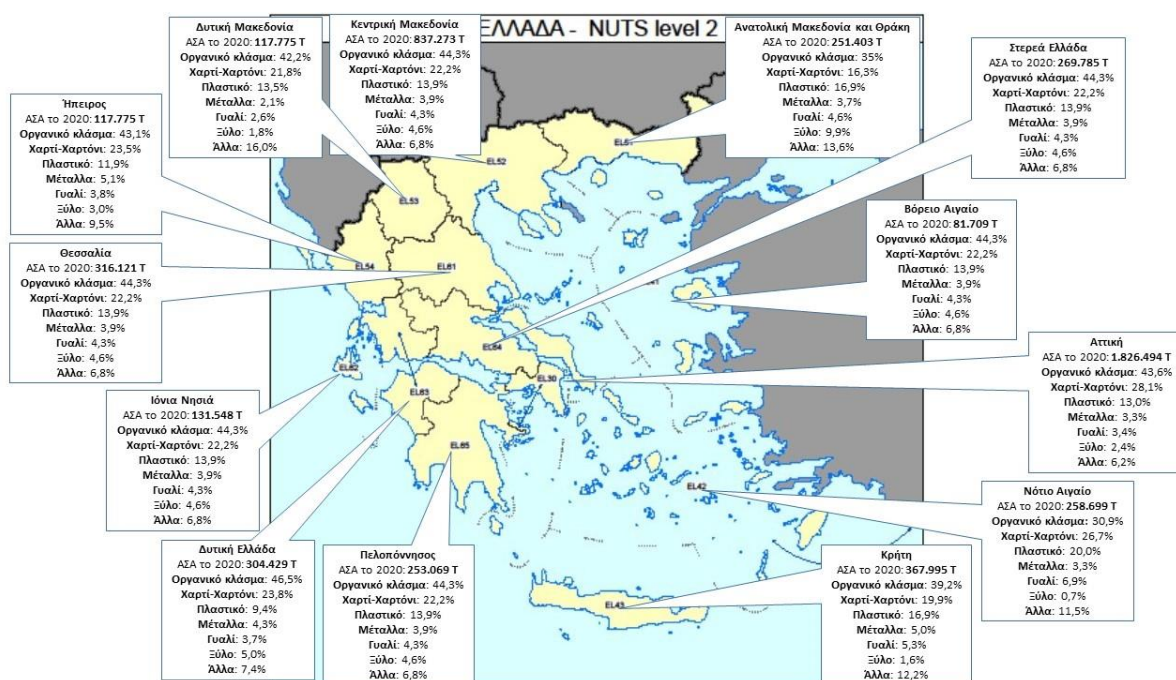 ΕΛΛΑΔΑ - NUTS level 2
Δυτική Μακεδονία
ΑΣΑ το 2020: 117.775 Τ
Οργανικό κλάσμα: 42,2%
Χαρτί-Χαρτόνι: 21,8%
Πλαστικό: 13,5%
Μέταλλα: 2,1%
Γυαλί: 2,6%
Ξύλο: 1,8%
Άλλα: 16,0%
Κεντρική Μακεδονία
ΑΣΑ το 2020: 837.273 Τ
Οργανικό κλάσμα: 44,3%
Χαρτί-Χαρτόνι: 22,2%
Πλαστικό: 13,9%
Μέταλλα: 3,9%
Γυαλί: 4,3%
Ξύλο: 4,6%
Άλλα: 6,8%
Ανατολική Μακεδονία και Θράκη
ΑΣΑ το 2020: 251.403 Τ
Οργανικό κλάσμα: 35%
Χαρτί-Χαρτόνι: 16,3%
Πλαστικό: 16,9%
Μέταλλα: 3,7%
Γυαλί: 4,6%
Ξύλο: 9,9%
Άλλα: 13,6%
Στερεά Ελλάδα
ΑΣΑ το 2020: 269.785 Τ
Οργανικό κλάσμα: 44,3%
Χαρτί-Χαρτόνι: 22,2%
Πλαστικό: 13,9%
Μέταλλα: 3,9%
Γυαλί: 4,3%
Ξύλο: 4,6%
Άλλα: 6,8%
Ήπειρος
ΑΣΑ το 2020: 117.775 Τ
Οργανικό κλάσμα: 43,1%
Χαρτί-Χαρτόνι: 23,5%
Πλαστικό: 11,9%
Μέταλλα: 5,1%
Γυαλί: 3,8%
Ξύλο: 3,0%
Άλλα: 9,5%
Βόρειο Αιγαίο
ΑΣΑ το 2020: 81.709 Τ
Οργανικό κλάσμα: 44,3%
Χαρτί-Χαρτόνι: 22,2%
Πλαστικό: 13,9%
Μέταλλα: 3,9%
Γυαλί: 4,3%
Ξύλο: 4,6%
Άλλα: 6,8%
Θεσσαλία
ΑΣΑ το 2020: 316.121 Τ
Οργανικό κλάσμα: 44,3%
Χαρτί-Χαρτόνι: 22,2%
Πλαστικό: 13,9%
Μέταλλα: 3,9%
Γυαλί: 4,3%
Ξύλο: 4,6%
Άλλα: 6,8%
Αττική
ΑΣΑ το 2020: 1.826.494 Τ
Οργανικό κλάσμα: 43,6%
Χαρτί-Χαρτόνι: 28,1%
Πλαστικό: 13,0%
Μέταλλα: 3,3%
Γυαλί: 3,4%
Ξύλο: 2,4%
Άλλα: 6,2%
Ιόνια Νησιά
ΑΣΑ το 2020: 131.548 Τ
Οργανικό κλάσμα: 44,3%
Χαρτί-Χαρτόνι: 22,2%
Πλαστικό: 13,9%
Μέταλλα: 3,9%
Γυαλί: 4,3%
Ξύλο: 4,6%
Άλλα: 6,8%
Νότιο Αιγαίο
ΑΣΑ το 2020: 258.699 Τ
Οργανικό κλάσμα: 30,9%
Χαρτί-Χαρτόνι: 26,7%
Πλαστικό: 20,0%
Μέταλλα: 3,3%
Γυαλί: 6,9%
Ξύλο: 0,7%
Άλλα: 11,5%
Δυτική Ελλάδα
ΑΣΑ το 2020: 304.429 Τ
Οργανικό κλάσμα: 46,5%
Χαρτί-Χαρτόνι: 23,8%
Πλαστικό: 9,4%
Μέταλλα: 4,3%
Γυαλί: 3,7%
Ξύλο: 5,0%
Άλλα: 7,4%
Πελοπόννησος
ΑΣΑ το 2020: 253.069 Τ
Οργανικό κλάσμα: 44,3%
Χαρτί-Χαρτόνι: 22,2%
Πλαστικό: 13,9%
Μέταλλα: 3,9%
Γυαλί: 4,3%
Ξύλο: 4,6%
Άλλα: 6,8%
Κρήτη
ΑΣΑ το 2020: 367.995 Τ
Οργανικό κλάσμα: 39,2%
Χαρτί-Χαρτόνι: 19,9%
Πλαστικό: 16,9%
Μέταλλα: 5,0%
Γυαλί: 5,3%
Ξύλο: 1,6%
Άλλα: 12,2%
EL51
EL52
EL53
EL54
EL61
EL64
EL62
EL30
EL63
EL65
EL42
EL43